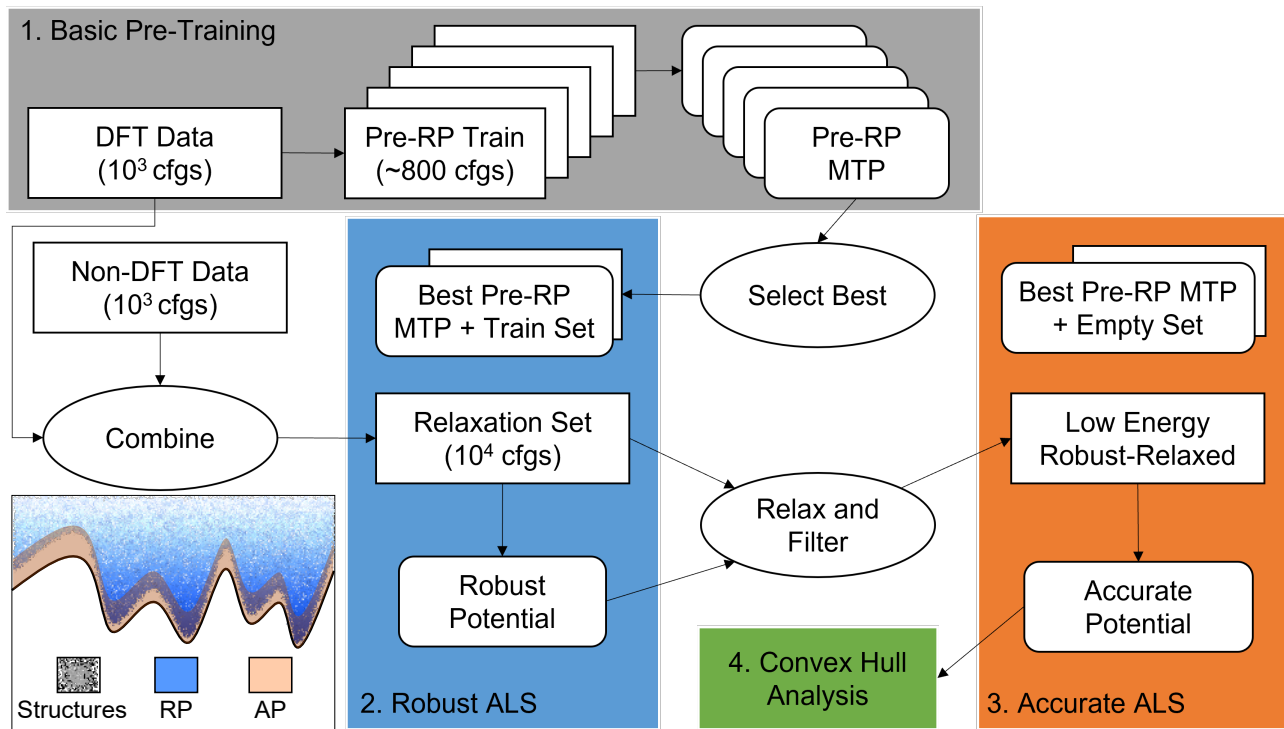 1. Basic Pre-Training
DFT Data
(10³ cfgs)
Pre-RP Train
(~800 cfgs)
Pre-RP
MTP
Non-DFT Data
(10³ cfgs)
Best Pre-RP
MTP + Train Set
Select Best
Best Pre-RP MTP
+ Empty Set
Combine
Relaxation Set
(10⁴ cfgs)
Low Energy
Robust-Relaxed
Relax and
Filter
Robust
Potential
Accurate
Potential
Structures
RP
AP
2. Robust ALS
4. Convex Hull
Analysis
3. Accurate ALS